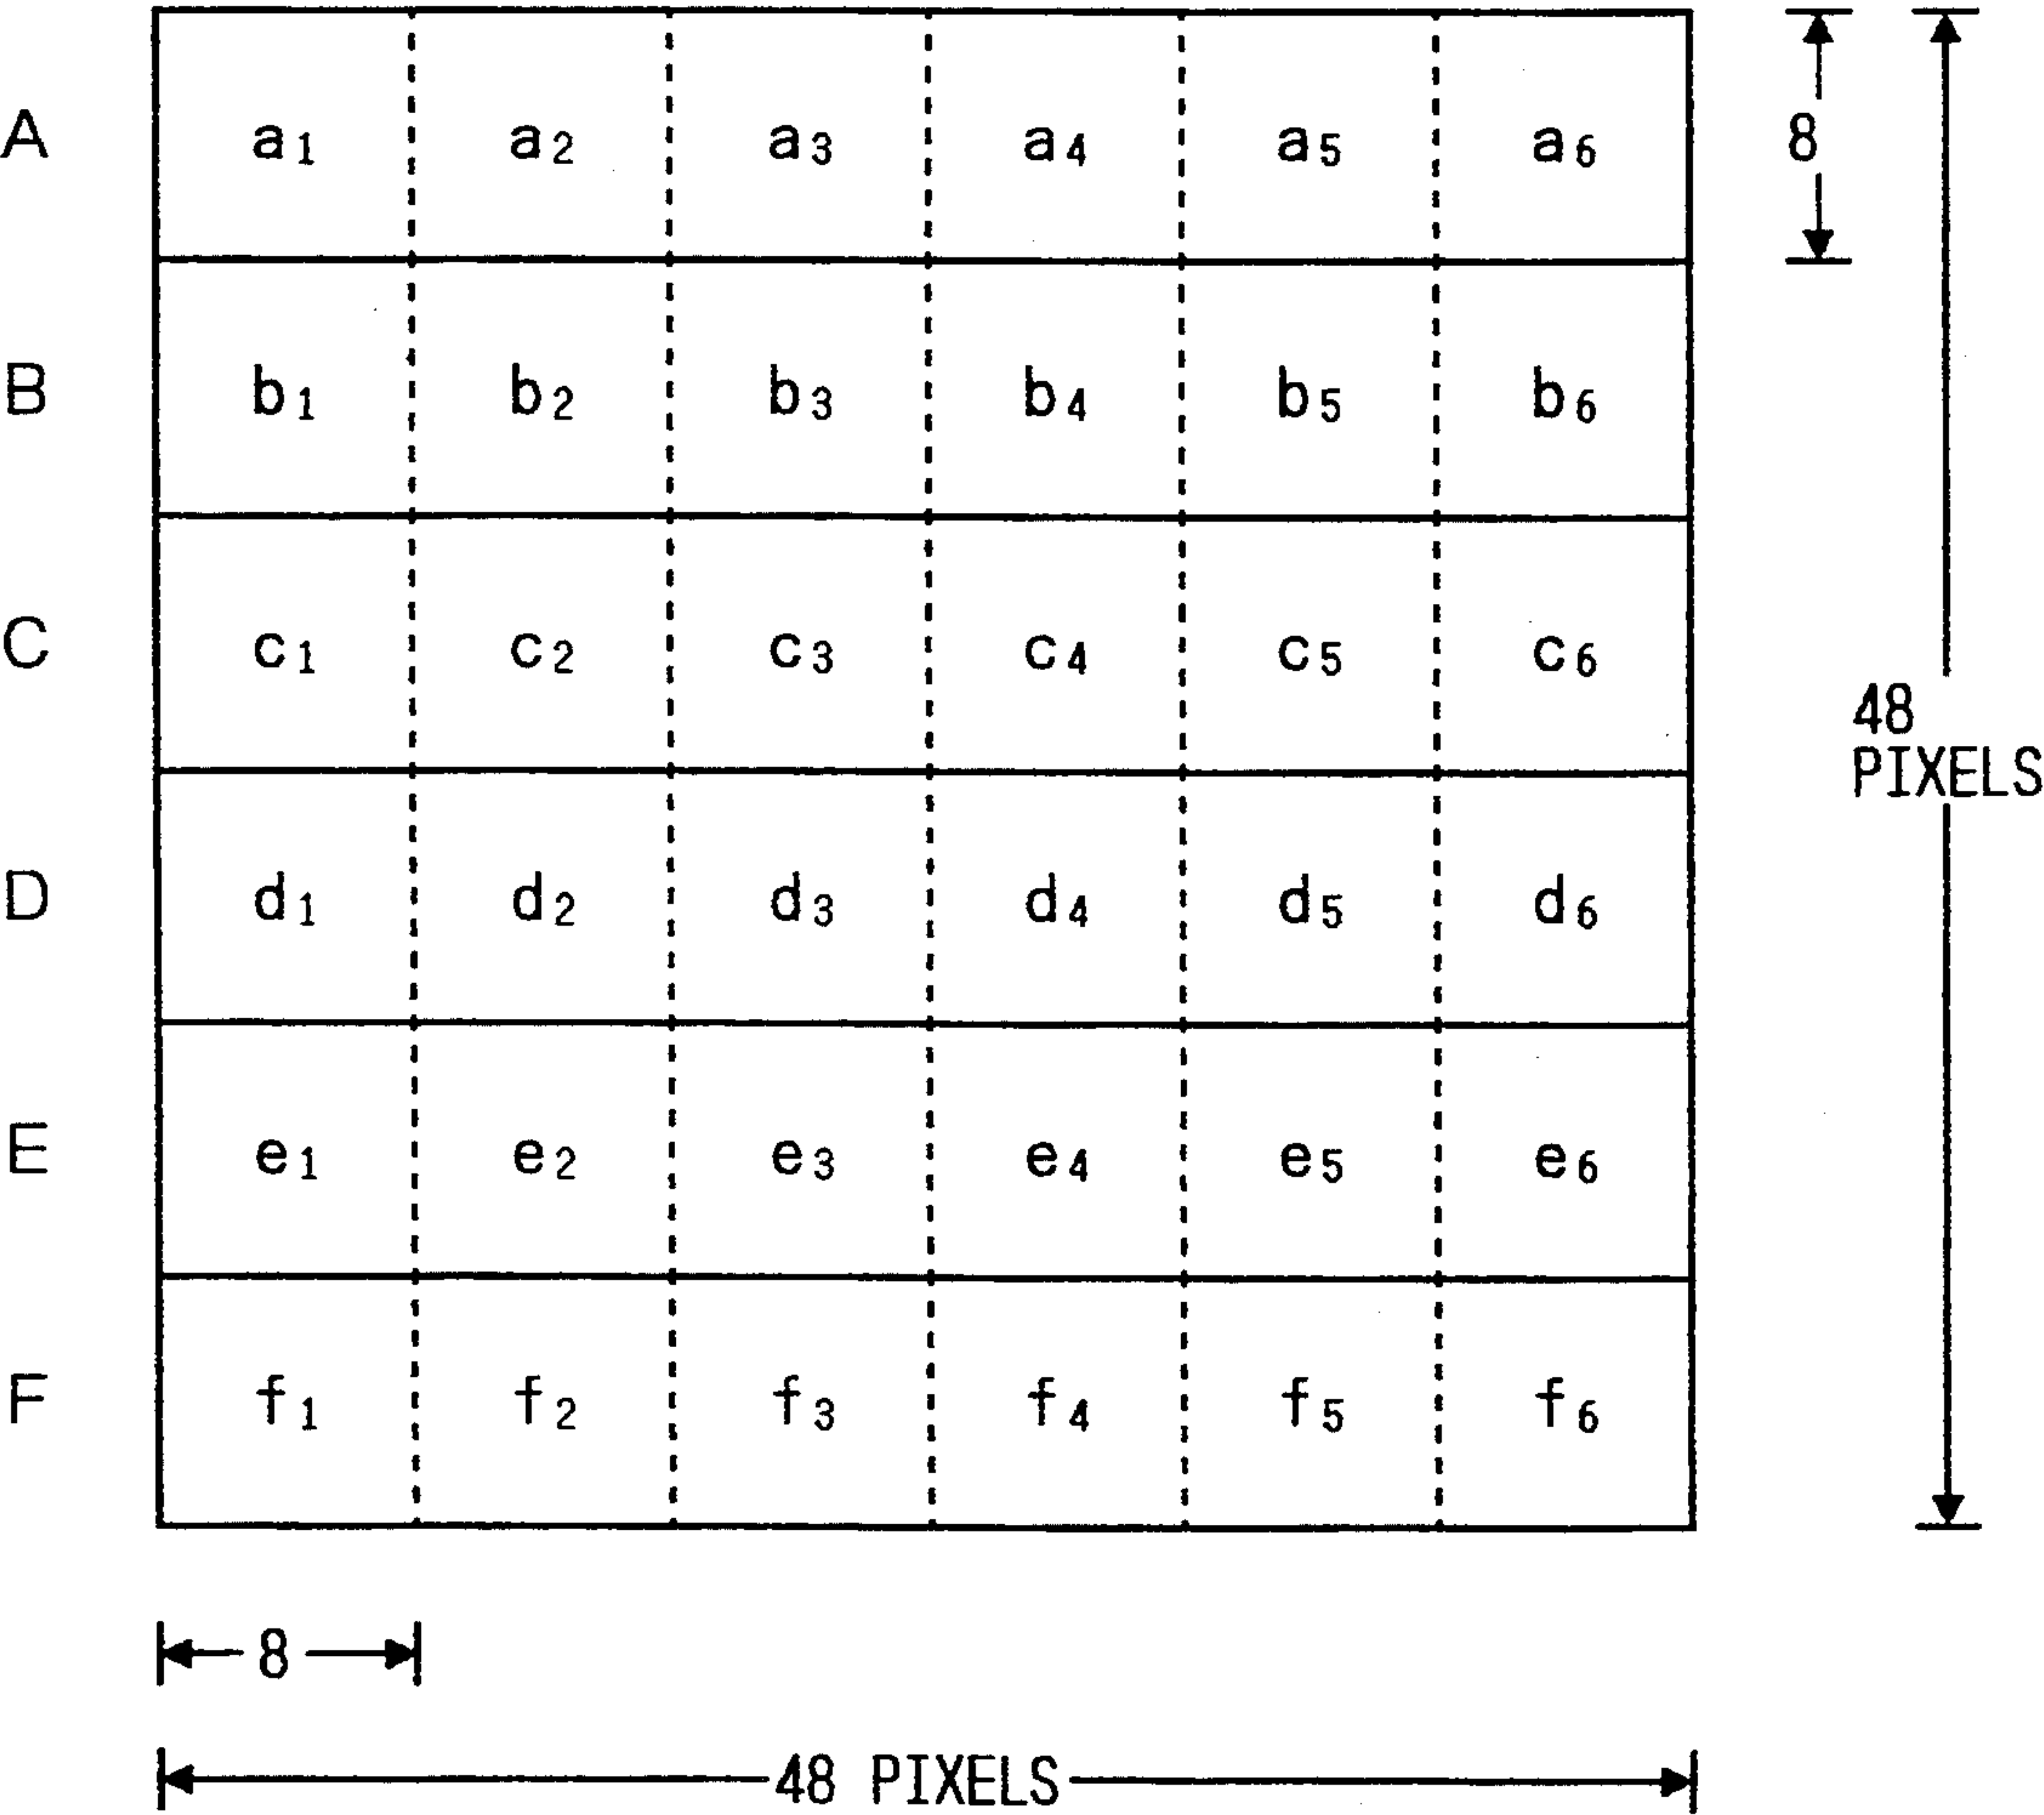 A a1 a2 a3 a4 a5 a6 8
B b1 b2 b3 b4 b5 b6
C c1 c2 c3 c4 c5 c6
48
PIXELS
D d1 d2 d3 d4 d5 d6
E e1 e2 e3 e4 e5 e6
F f1 f2 f3 f4 f5 f6
8
48 PIXELS